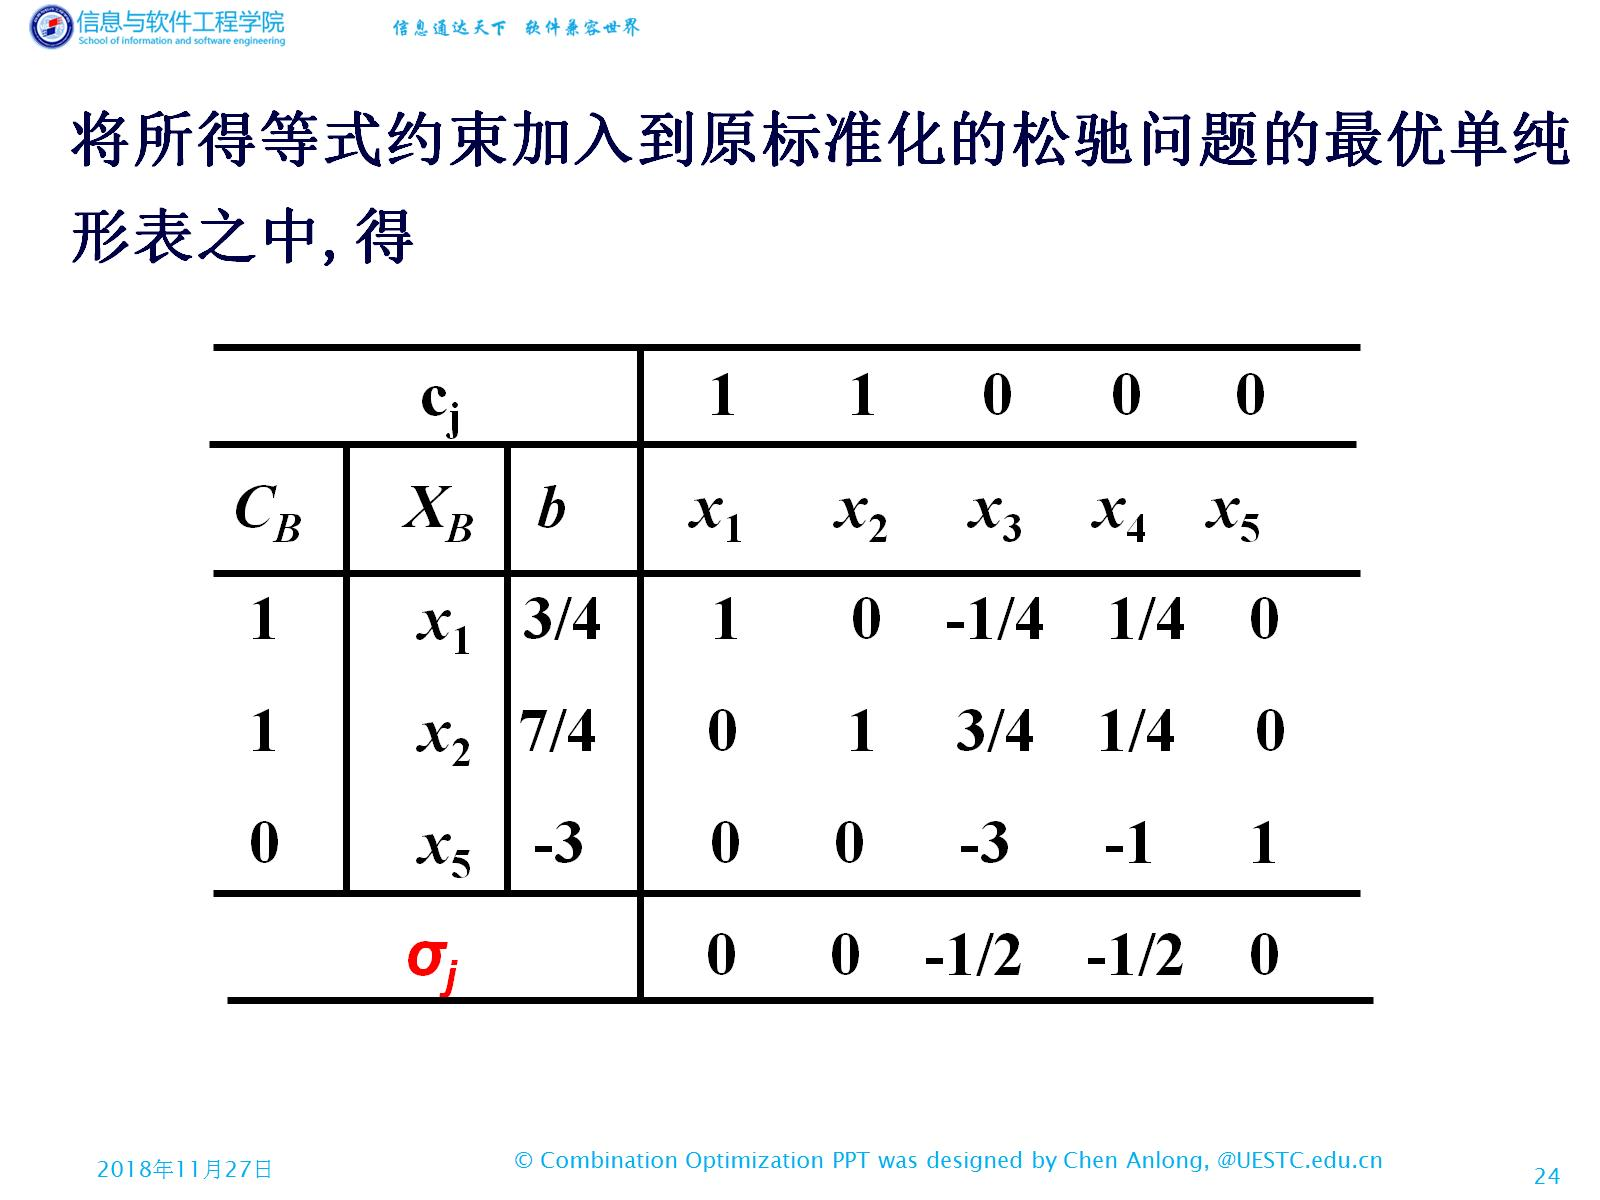 信息与软件工程学院
School of information and software engineering
信息通达天下 软件兼容世界
将所得等式约束加入到原标准化的松驰问题的最优单纯
形表之中, 得
cj 1 1 0 0 0
CB XB b x1 x2 x3 x4 x5
1 x1 3/4 1 0 -1/4 1/4 0
1 x2 7/4 0 1 3/4 1/4 0
0 x5 -3 0 0 -3 -1 1
σj 0 0 -1/2 -1/2 0
2018年11月27日
© Combination Optimization PPT was designed by Chen Anlong, @UESTC.edu.cn
24